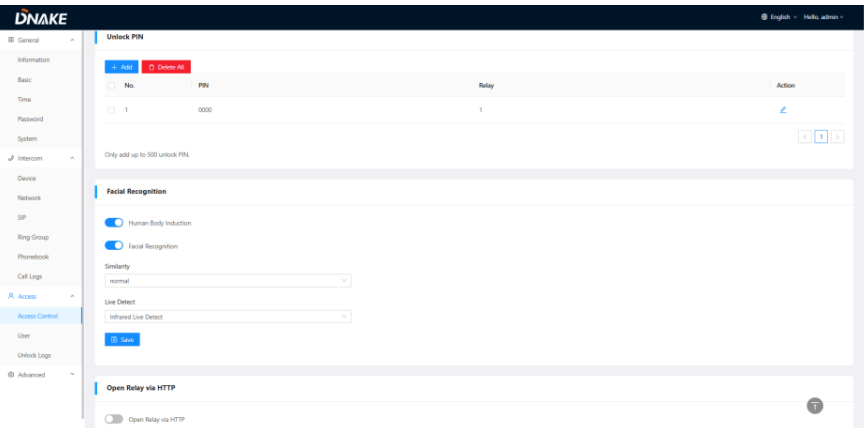 DNAKE
English
Hello, admin
General
Information
Basic
Time
Password
System
Intercom
Device
Network
SIP
Ring Group
Phonebook
Call Logs
Access
Access Control
User
Unlock Logs
Advanced
Unlock PIN
+ Add
Delete All
No. PIN Relay Action
1 0000 1
< 1 >
Only add up to 500 unlock PIN.
Facial Recognition
Human Body Induction
Facial Recognition
Similarity
normal
Live Detect
Infrared Live Detect
Save
Open Relay via HTTP
Open Relay via HTTP